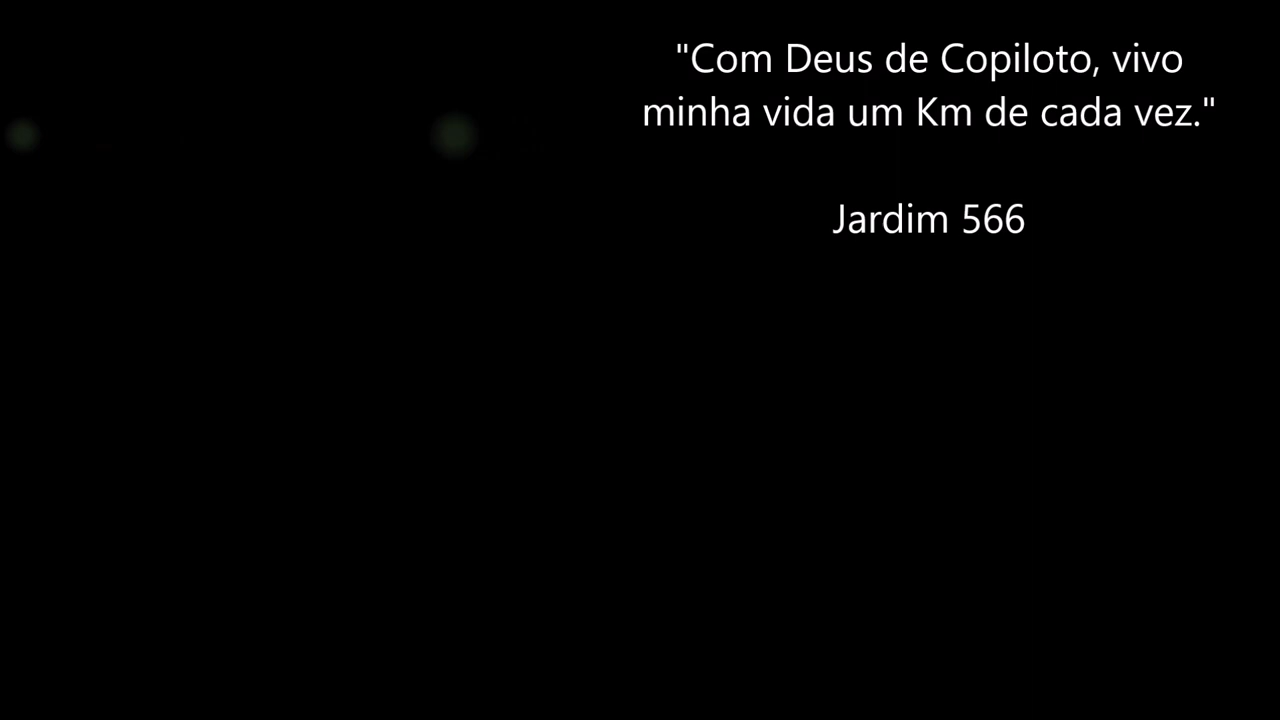 "Com Deus de Copiloto, vivo
minha vida um Km de cada vez."
Jardim 566